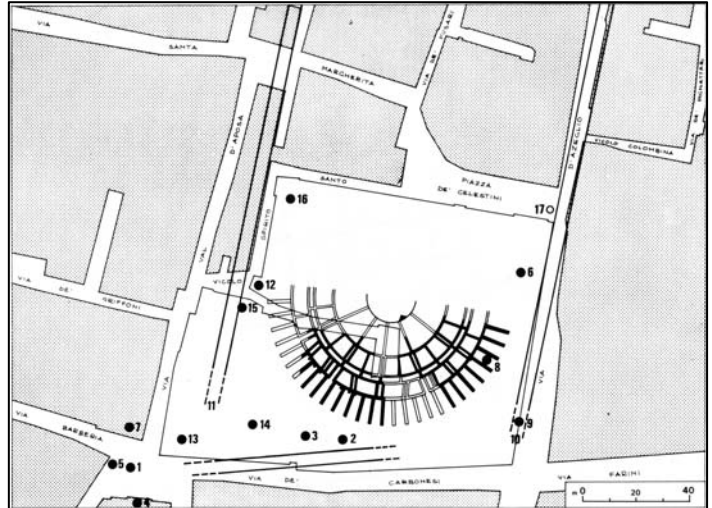 VIA
SANTA
MARGHERITA
VIA DE' FUSARI
D'AZEGLIO
VICOLO COLOMBINA
VIA DE'
D'APOSA
VAL
VIA
SANTO
SPIRITO
VICOLO
PIAZZA
DE' CELESTINI
17
16
6
12
15
VIA
DE'
GRIFFONI
8
11
VIA
BARBERIA
7
13
14
3
2
9
10
5
1
4
VIA
DE'
CARBONESI
VIA
FARINI
m 0 20 40